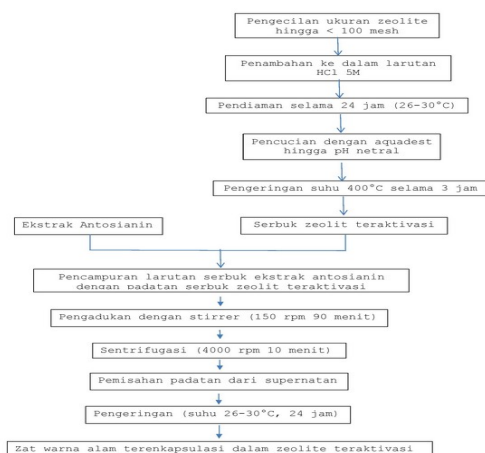 Pengecilan ukuran zeolite
hingga < 100 mesh
Penambahan ke dalam larutan
HCl 5M
Pendiaman selama 24 jam (26-30°C)
Pencucian dengan aquadest
hingga pH netral
Pengeringan suhu 400°C selama 3 jam
Ekstrak Antosianin
Serbuk zeolit teraktivasi
Pencampuran larutan serbuk ekstrak antosianin
dengan padatan serbuk zeolit teraktivasi
Pengadukan dengan stirrer (150 rpm 90 menit)
Sentrifugasi (4000 rpm 10 menit)
Pemisahan padatan dari supernatan
Pengeringan (suhu 26-30°C, 24 jam)
Zat warna alam terenkapsulasi dalam zeolite teraktivasi